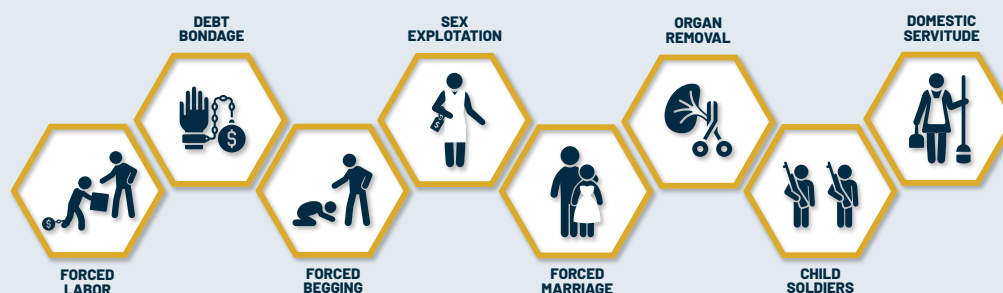 DEBT
BONDAGE
SEX
EXPLOTATION
ORGAN
REMOVAL
DOMESTIC
SERVITUDE
$
$
$
FORCED
LABOR
FORCED
BEGGING
FORCED
MARRIAGE
CHILD
SOLDIERS